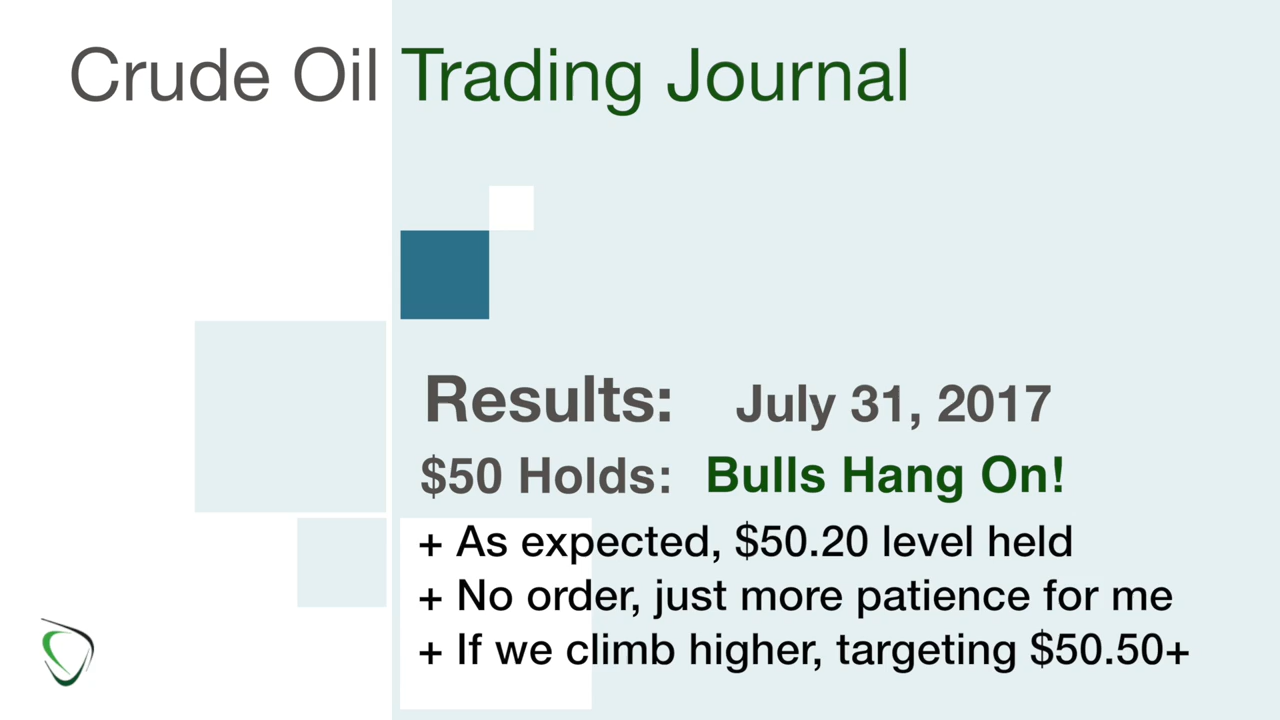 Crude Oil Trading Journal
Results: July 31, 2017
$50 Holds: Bulls Hang On!
+ As expected, $50.20 level held
+ No order, just more patience for me
+ If we climb higher, targeting $50.50+